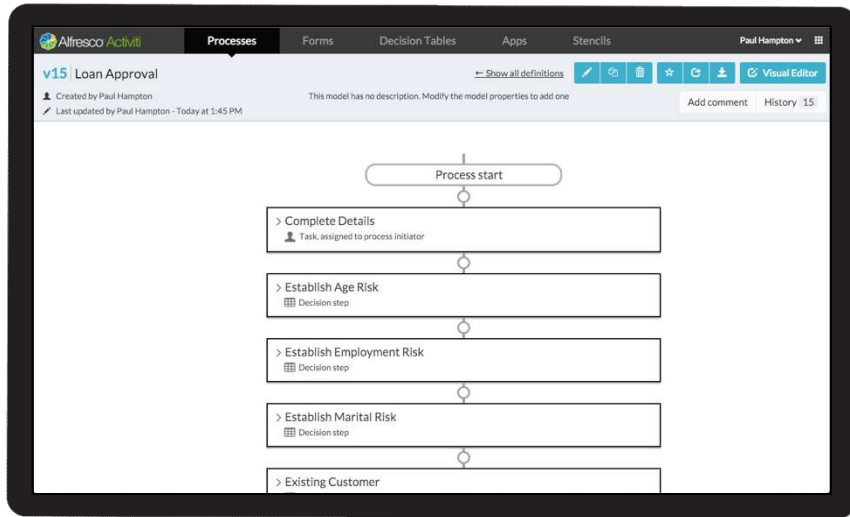 Alfresco Activiti Processes Forms Decision Tables Apps Stencils Paul Hampton
v15 Loan Approval ← Show all definitions Visual Editor
Created by Paul Hampton This model has no description. Modify the model properties to add one Add comment History 15
Last updated by Paul Hampton - Today at 1:45 PM
Process start
> Complete Details
Task, assigned to process initiator
> Establish Age Risk
Decision step
> Establish Employment Risk
Decision step
> Establish Marital Risk
Decision step
> Existing Customer